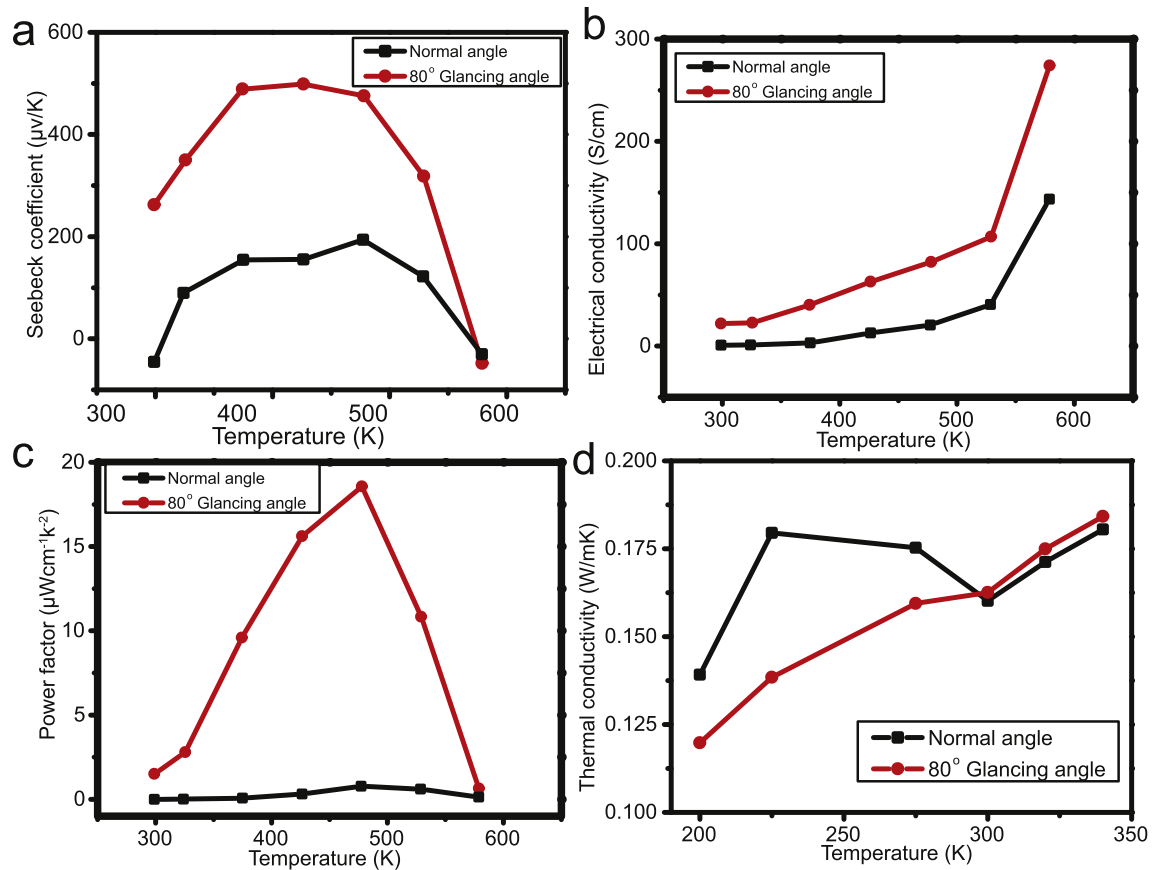 a
600
400
200
0
300
400
500
600
Seebeck coefficient (μv/K)
Temperature (K)
Normal angle
80° Glancing angle
b
300
200
100
0
300
400
500
600
Electrical conductivity (S/cm)
Temperature (K)
Normal angle
80° Glancing angle
c
20
15
10
5
0
300
400
500
600
Power factor (μWcm⁻¹k⁻²)
Temperature (K)
Normal angle
80° Glancing angle
d
0.200
0.175
0.150
0.125
0.100
200
250
300
350
Thermal conductivity (W/mK)
Temperature (K)
Normal angle
80° Glancing angle